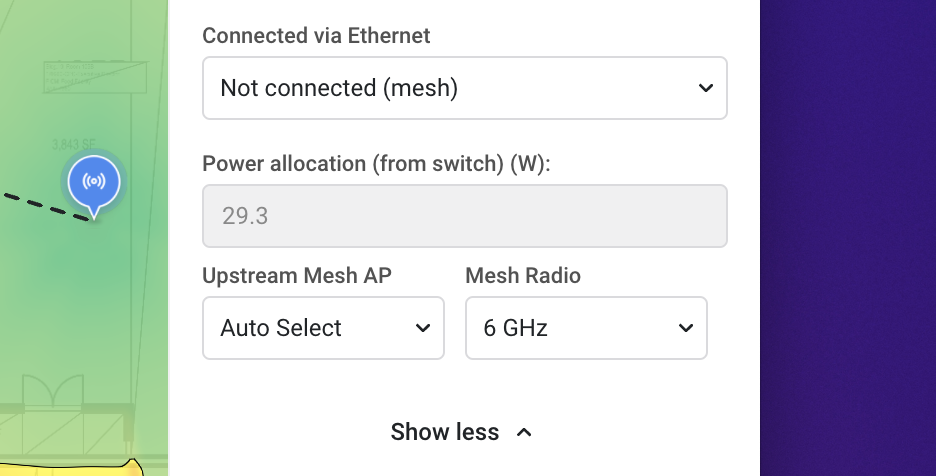 Connected via Ethernet
Not connected (mesh)
3,843 SF
Power allocation (from switch) (W):
29.3
Upstream Mesh AP
Mesh Radio
Auto Select
6 GHz
Show less